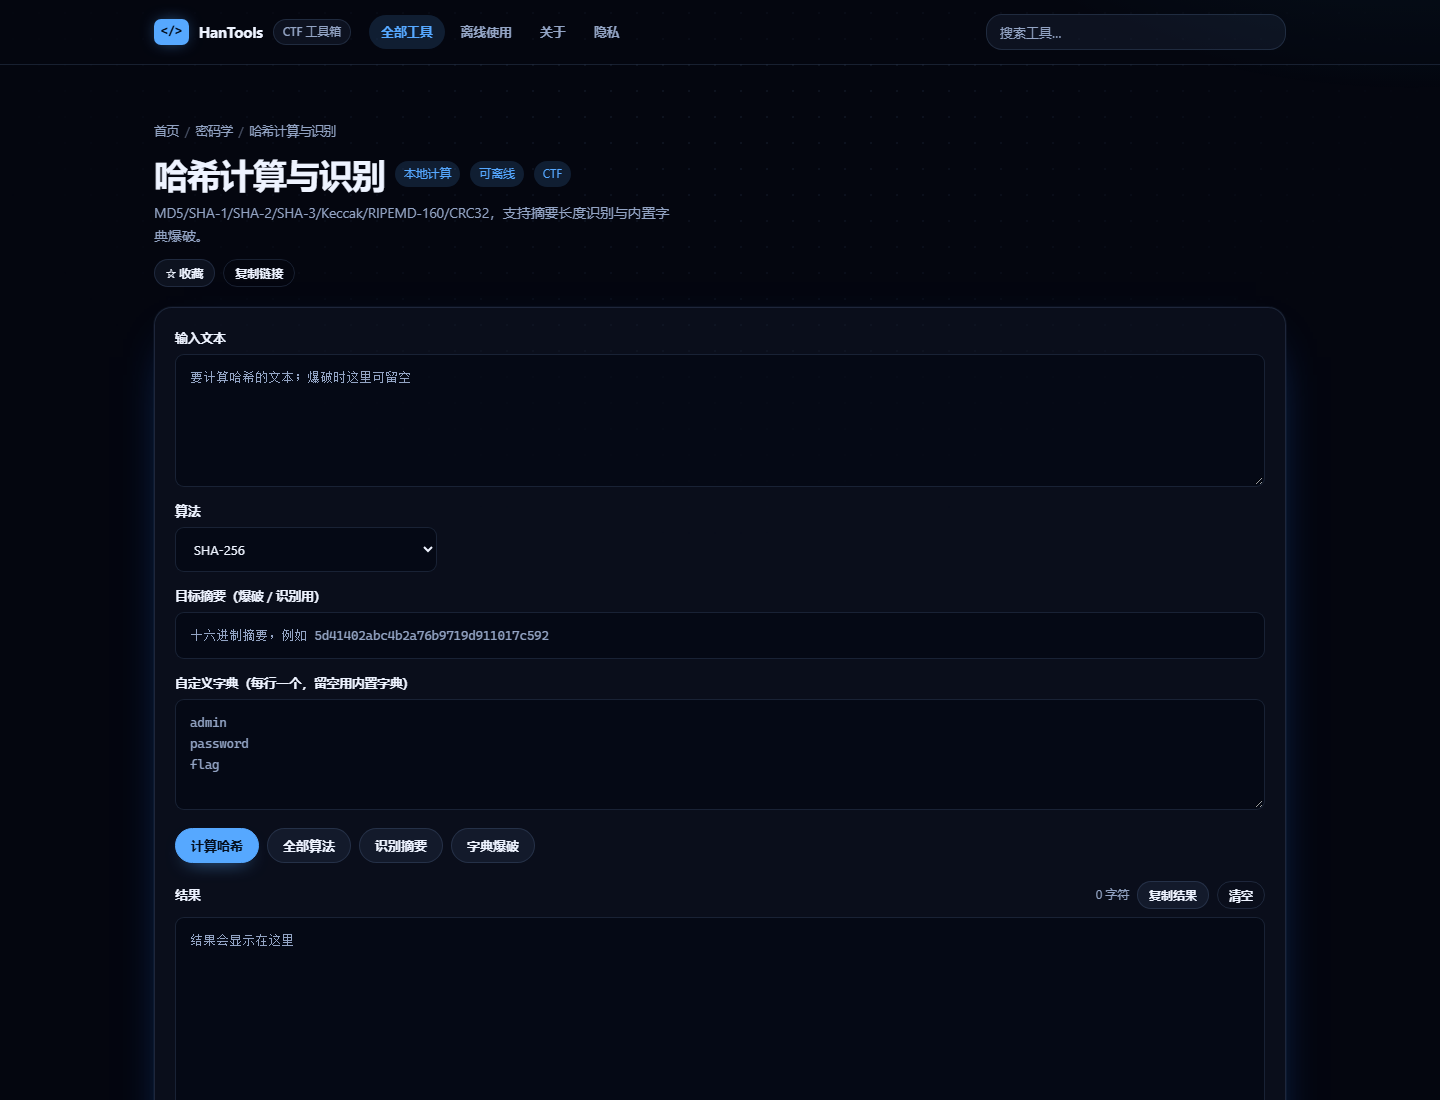 </> HanTools CTF 工具箱 全部工具 离线使用 关于 隐私 搜索工具...
首页 / 密码学 / 哈希计算与识别
哈希计算与识别 本地计算 可离线 CTF
MD5/SHA-1/SHA-2/SHA-3/Keccak/RIPEMD-160/CRC32，支持摘要长度识别与内置字
典爆破。
☆ 收藏 复制链接
输入文本
要计算哈希的文本；爆破时这里可留空
算法
SHA-256
目标摘要（爆破 / 识别用）
十六进制摘要，例如 5d41402abc4b2a76b9719d911017c592
自定义字典（每行一个，留空用内置字典）
admin
password
flag
计算哈希 全部算法 识别摘要 字典爆破
结果 0 字符 复制结果 清空
结果会显示在这里